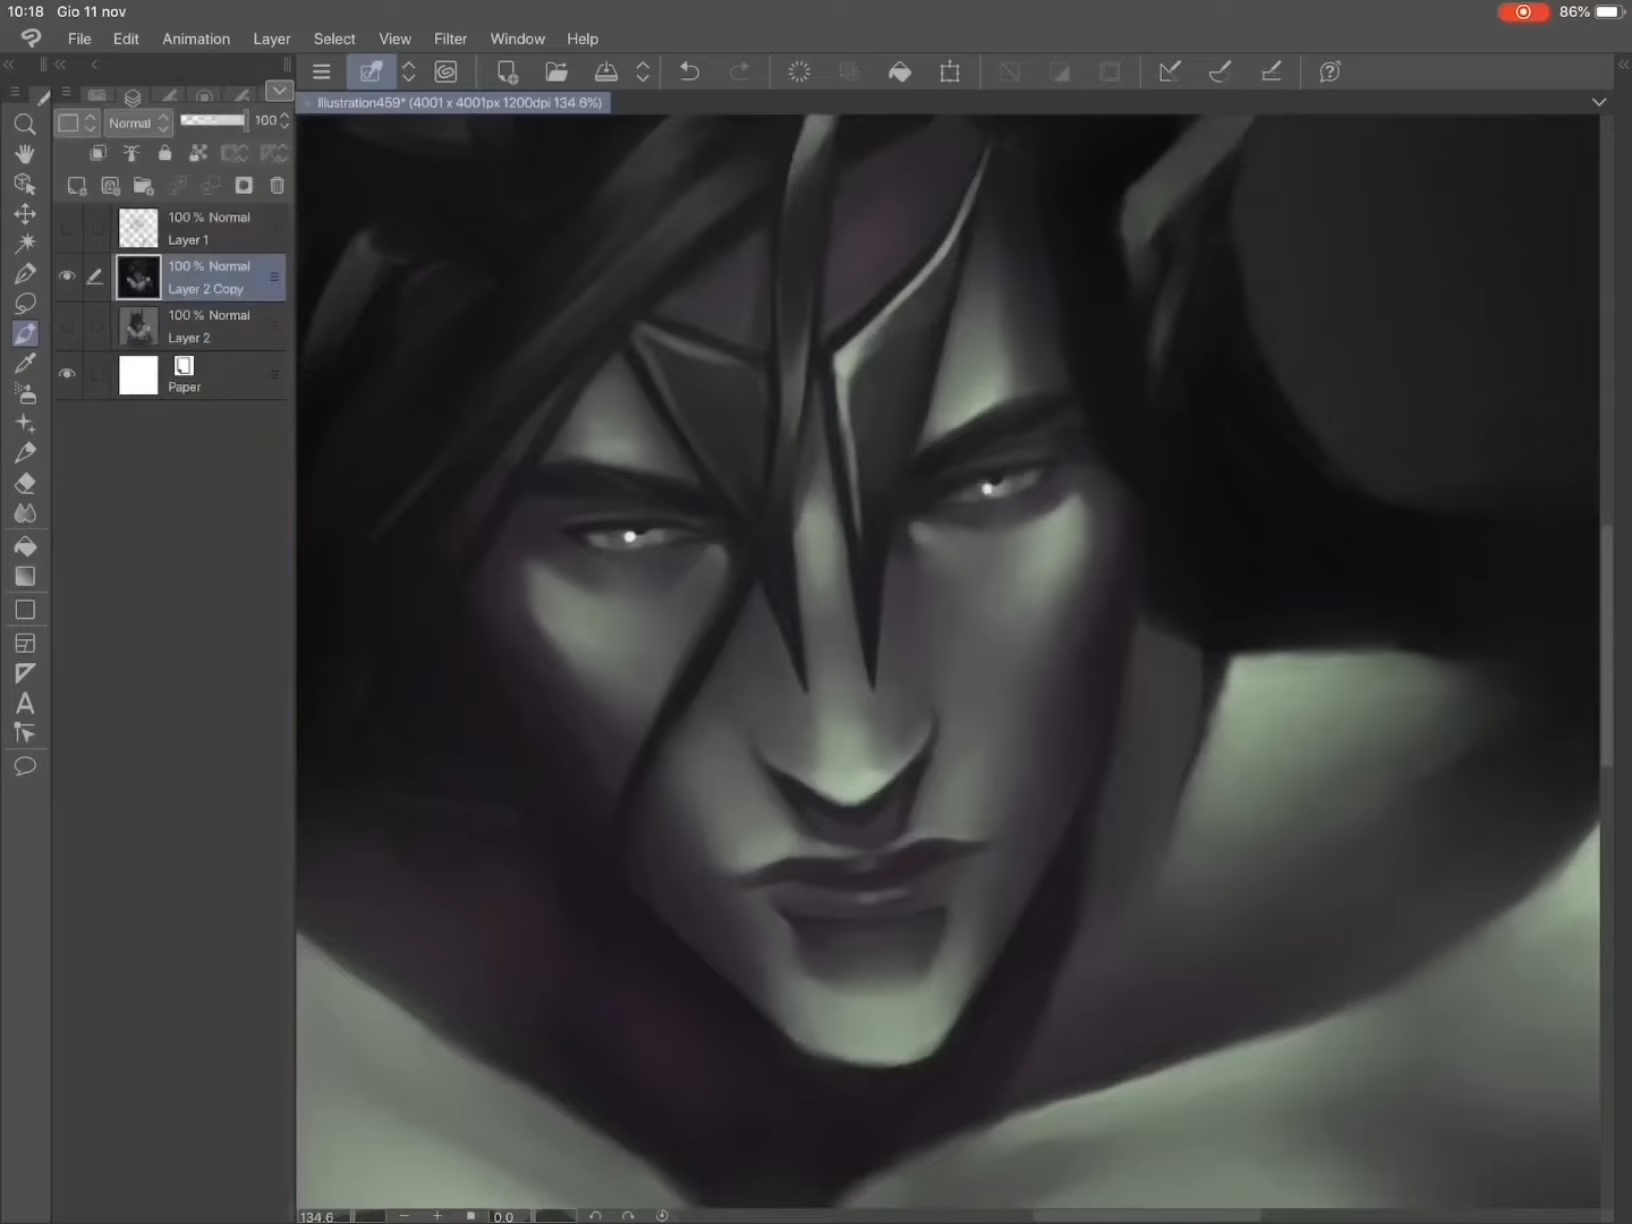 10:18 Gio 11 nov
86%
File Edit Animation Layer Select View Filter Window Help
Illustration459* (4001 x 4001px 1200dpi 134.6%)
Normal 100
100 % Normal
Layer 1
100 % Normal
Layer 2 Copy
100 % Normal
Layer 2
Paper
134.6 0.0